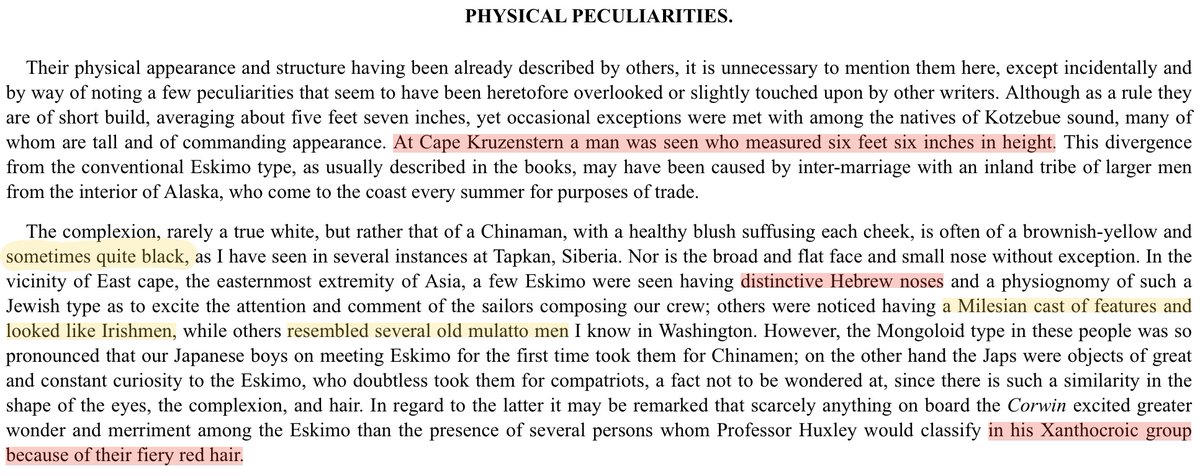 PHYSICAL PECULIARITIES.
Their physical appearance and structure having been already described by others, it is unnecessary to mention them here, except incidentally and
by way of noting a few peculiarities that seem to have been heretofore overlooked or slightly touched upon by other writers. Although as a rule they
are of short build, averaging about five feet seven inches, yet occasional exceptions were met with among the natives of Kotzebue sound, many of
whom are tall and of commanding appearance. At Cape Kruzenstern a man was seen who measured six feet six inches in height. This divergence
from the conventional Eskimo type, as usually described in the books, may have been caused by inter-marriage with an inland tribe of larger men
from the interior of Alaska, who come to the coast every summer for purposes of trade.
The complexion, rarely a true white, but rather that of a Chinaman, with a healthy blush suffusing each cheek, is often of a brownish-yellow and
sometimes quite black, as I have seen in several instances at Tapkan, Siberia. Nor is the broad and flat face and small nose without exception. In the
vicinity of East cape, the easternmost extremity of Asia, a few Eskimo were seen having distinctive Hebrew noses and a physiognomy of such a
Jewish type as to excite the attention and comment of the sailors composing our crew; others were noticed having a Milesian cast of features and
looked like Irishmen, while others resembled several old mulatto men I know in Washington. However, the Mongoloid type in these people was so
pronounced that our Japanese boys on meeting Eskimo for the first time took them for Chinamen; on the other hand the Japs were objects of great
and constant curiosity to the Eskimo, who doubtless took them for compatriots, a fact not to be wondered at, since there is such a similarity in the
shape of the eyes, the complexion, and hair. In regard to the latter it may be remarked that scarcely anything on board the Corwin excited greater
wonder and merriment among the Eskimo than the presence of several persons whom Professor Huxley would classify in his Xanthocroic group
because of their fiery red hair.